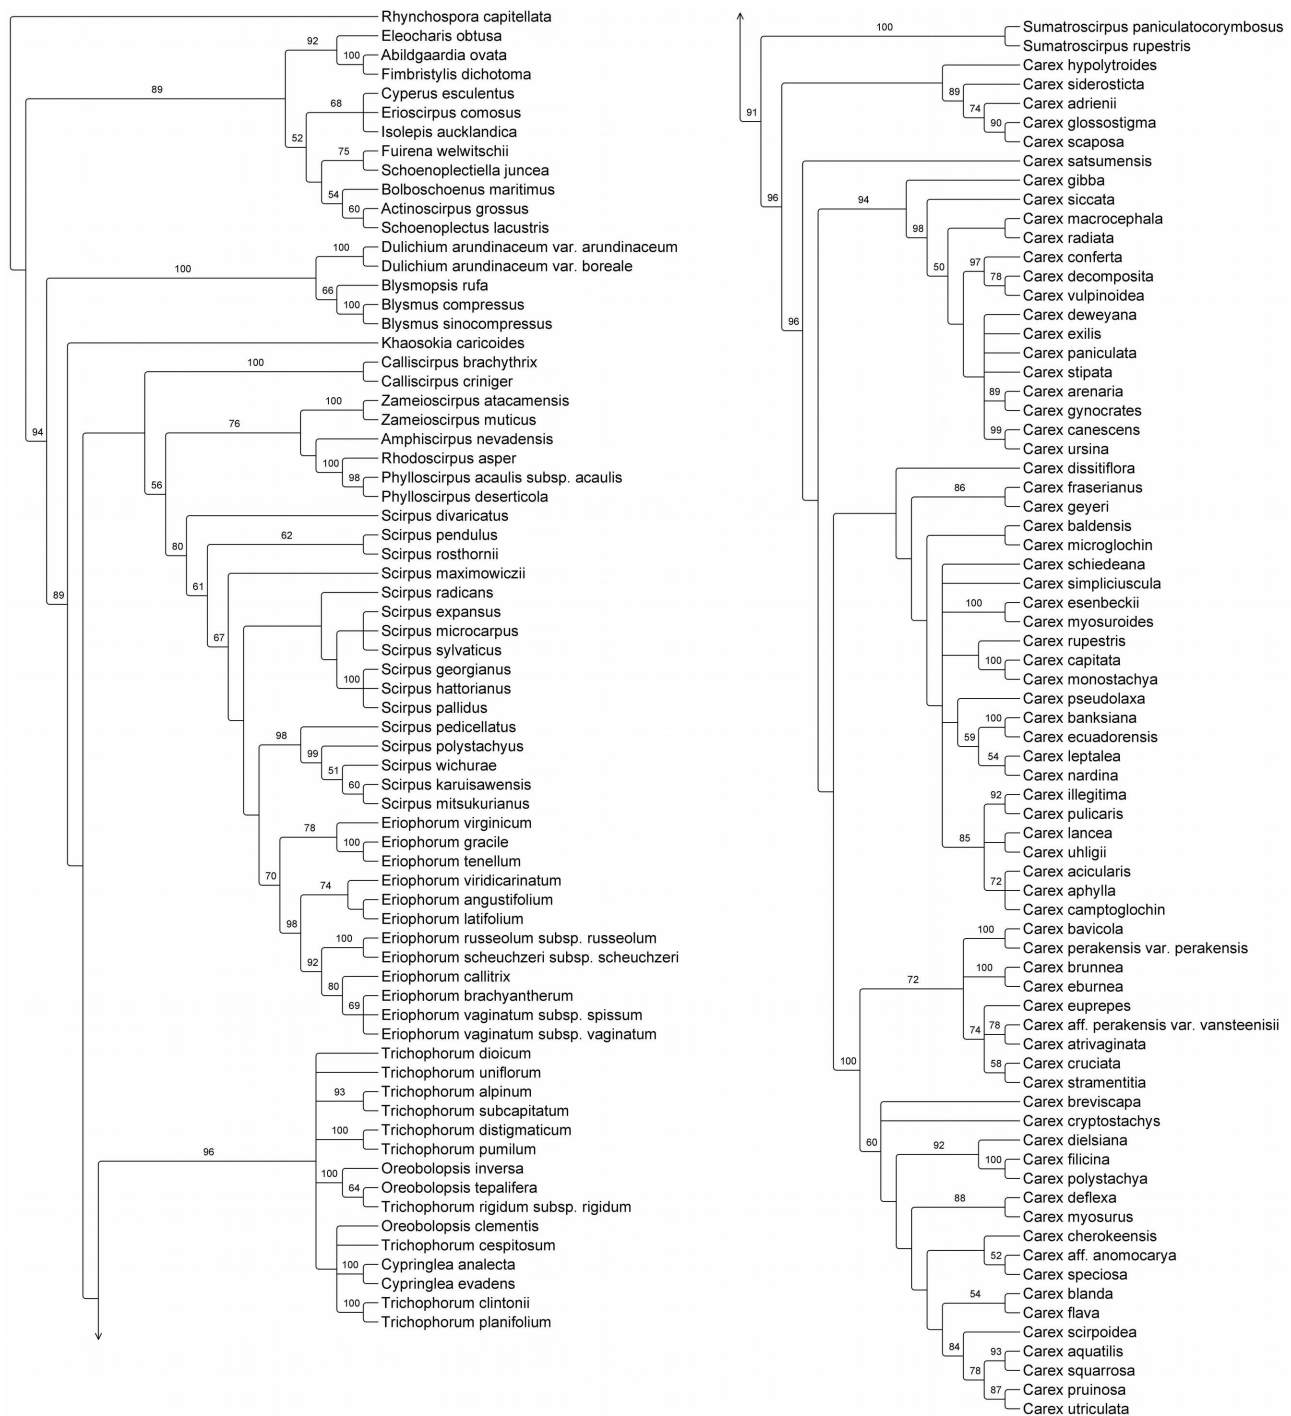 Rhynchospora capitellata
92 Eleocharis obtusa
100 Abildgaardia ovata
Fimbristylis dichotoma
89
68 Cyperus esculentus
Erioscirpus comosus
Isolepis aucklandica
52
75 Fuirena welwitschii
Schoenoplectiella juncea
Bolboschoenus maritimus
54
60 Actinoscirpus grossus
Schoenoplectus lacustris
100 Dulichium arundinaceum var. arundinaceum
Dulichium arundinaceum var. boreale
100
66 Blysmopsis rufa
100 Blysmus compressus
Blysmus sinocompressus
Khaosokia caricoides
100 Calliscirpus brachythrix
Calliscirpus criniger
100 Zameioscirpus atacamensis
Zameioscirpus muticus
76
94
Amphiscirpus nevadensis
100 Rhodoscirpus asper
98 Phylloscirpus acaulis subsp. acaulis
56
Phylloscirpus deserticola
Scirpus divaricatus
62 Scirpus pendulus
80
Scirpus rosthornii
Scirpus maximowiczii
61
89
Scirpus radicans
Scirpus expansus
Scirpus microcarpus
67
Scirpus sylvaticus
Scirpus georgianus
100 Scirpus hattorianus
Scirpus pallidus
98 Scirpus pedicellatus
99 Scirpus polystachyus
51 Scirpus wichurae
60 Scirpus karuisawensis
Scirpus mitsukurianus
78 Eriophorum virginicum
100 Eriophorum gracile
Eriophorum tenellum
70
74 Eriophorum viridicarinatum
Eriophorum angustifolium
Eriophorum latifolium
98
100 Eriophorum russeolum subsp. russeolum
Eriophorum scheuchzeri subsp. scheuchzeri
92
80 Eriophorum callitrix
69 Eriophorum brachyantherum
Eriophorum vaginatum subsp. spissum
Eriophorum vaginatum subsp. vaginatum
Trichophorum dioicum
Trichophorum uniflorum
93 Trichophorum alpinum
Trichophorum subcapitatum
100 Trichophorum distigmaticum
Trichophorum pumilum
96
100 Oreobolopsis inversa
64 Oreobolopsis tepalifera
Trichophorum rigidum subsp. rigidum
Oreobolopsis clementis
Trichophorum cespitosum
100 Cypringlea analecta
Cypringlea evadens
100 Trichophorum clintonii
Trichophorum planifolium
100 Sumatroscirpus paniculatocorymbosus
Sumatroscirpus rupestris
Carex hypolytroides
89 Carex siderosticta
74 Carex adrienii
91
90 Carex glossostigma
Carex scaposa
Carex satsumensis
Carex gibba
96
94
Carex siccata
98
Carex macrocephala
Carex radiata
50
97 Carex conferta
78 Carex decomposita
Carex vulpinoidea
Carex deweyana
96
Carex exilis
Carex paniculata
Carex stipata
89 Carex arenaria
Carex gynocrates
99 Carex canescens
Carex ursina
Carex dissitiflora
86 Carex fraserianus
Carex geyeri
Carex baldensis
Carex microglochin
Carex schiedeana
Carex simpliciuscula
100 Carex esenbeckii
Carex myosuroides
Carex rupestris
100 Carex capitata
Carex monostachya
Carex pseudolaxa
100 Carex banksiana
59 Carex ecuadorensis
54 Carex leptalea
Carex nardina
92 Carex illegitima
Carex pulicaris
Carex lancea
85
Carex uhligii
72 Carex acicularis
Carex aphylla
Carex camptoglochin
100 Carex bavicola
Carex perakensis var. perakensis
100 Carex brunnea
72
Carex eburnea
Carex euprepes
74 78 Carex aff. perakensis var. vansteenisii
Carex atrivaginata
58 Carex cruciata
100
Carex stramentitia
Carex breviscapa
Carex cryptostachys
60
92 Carex dielsiana
100 Carex filicina
Carex polystachya
88 Carex deflexa
Carex myosurus
Carex cherokeensis
52 Carex aff. anomocarya
Carex speciosa
54 Carex blanda
Carex flava
Carex scirpoidea
84
93 Carex aquatilis
78 Carex squarrosa
87 Carex pruinosa
Carex utriculata